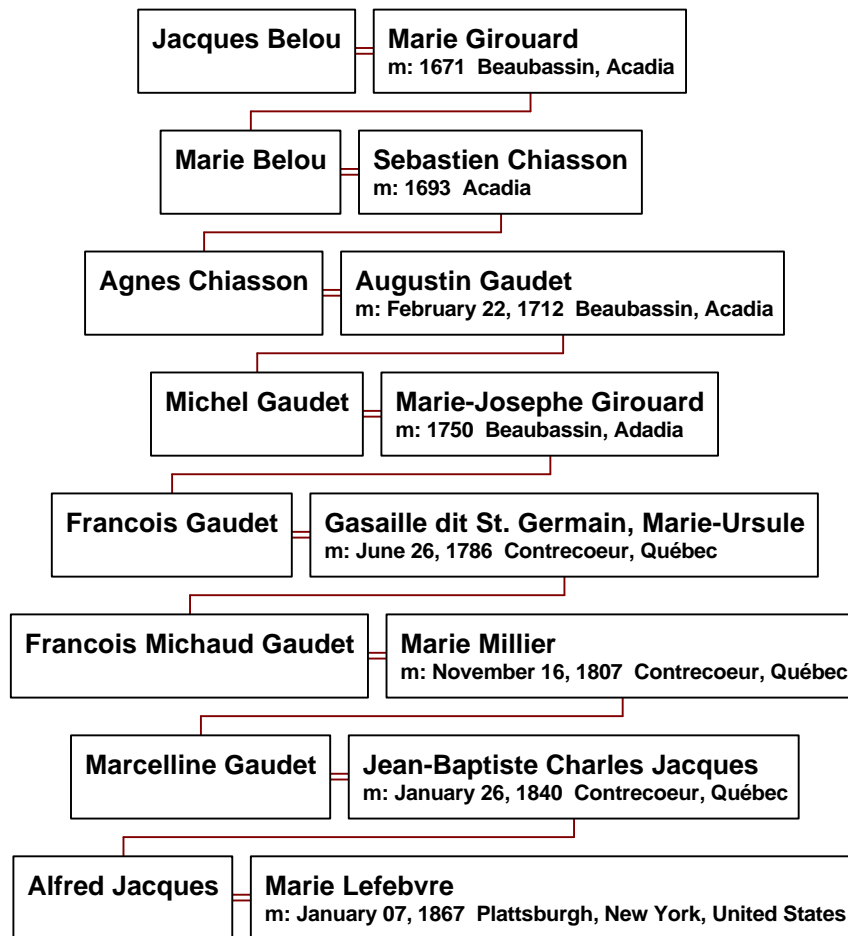 Jacques Belou
Marie Girouard
m: 1671 Beaubassin, Acadia
Marie Belou
Sebastien Chiasson
m: 1693 Acadia
Agnes Chiasson
Augustin Gaudet
m: February 22, 1712 Beaubassin, Acadia
Michel Gaudet
Marie-Josephe Girouard
m: 1750 Beaubassin, Adadia
Francois Gaudet
Gasaille dit St. Germain, Marie-Ursule
m: June 26, 1786 Contrecoeur, Québec
Francois Michaud Gaudet
Marie Millier
m: November 16, 1807 Contrecoeur, Québec
Marcelline Gaudet
Jean-Baptiste Charles Jacques
m: January 26, 1840 Contrecoeur, Québec
Alfred Jacques
Marie Lefebvre
m: January 07, 1867 Plattsburgh, New York, United States